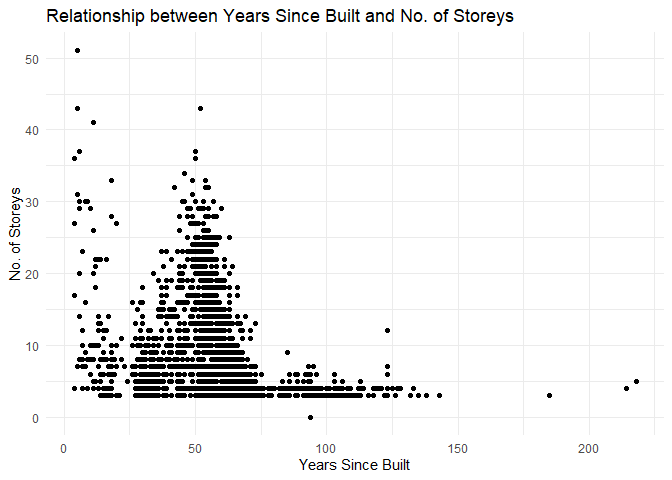 Relationship between Years Since Built and No. of Storeys
50
40
30
20
10
0
No. of Storeys
0 50 100 150 200
Years Since Built